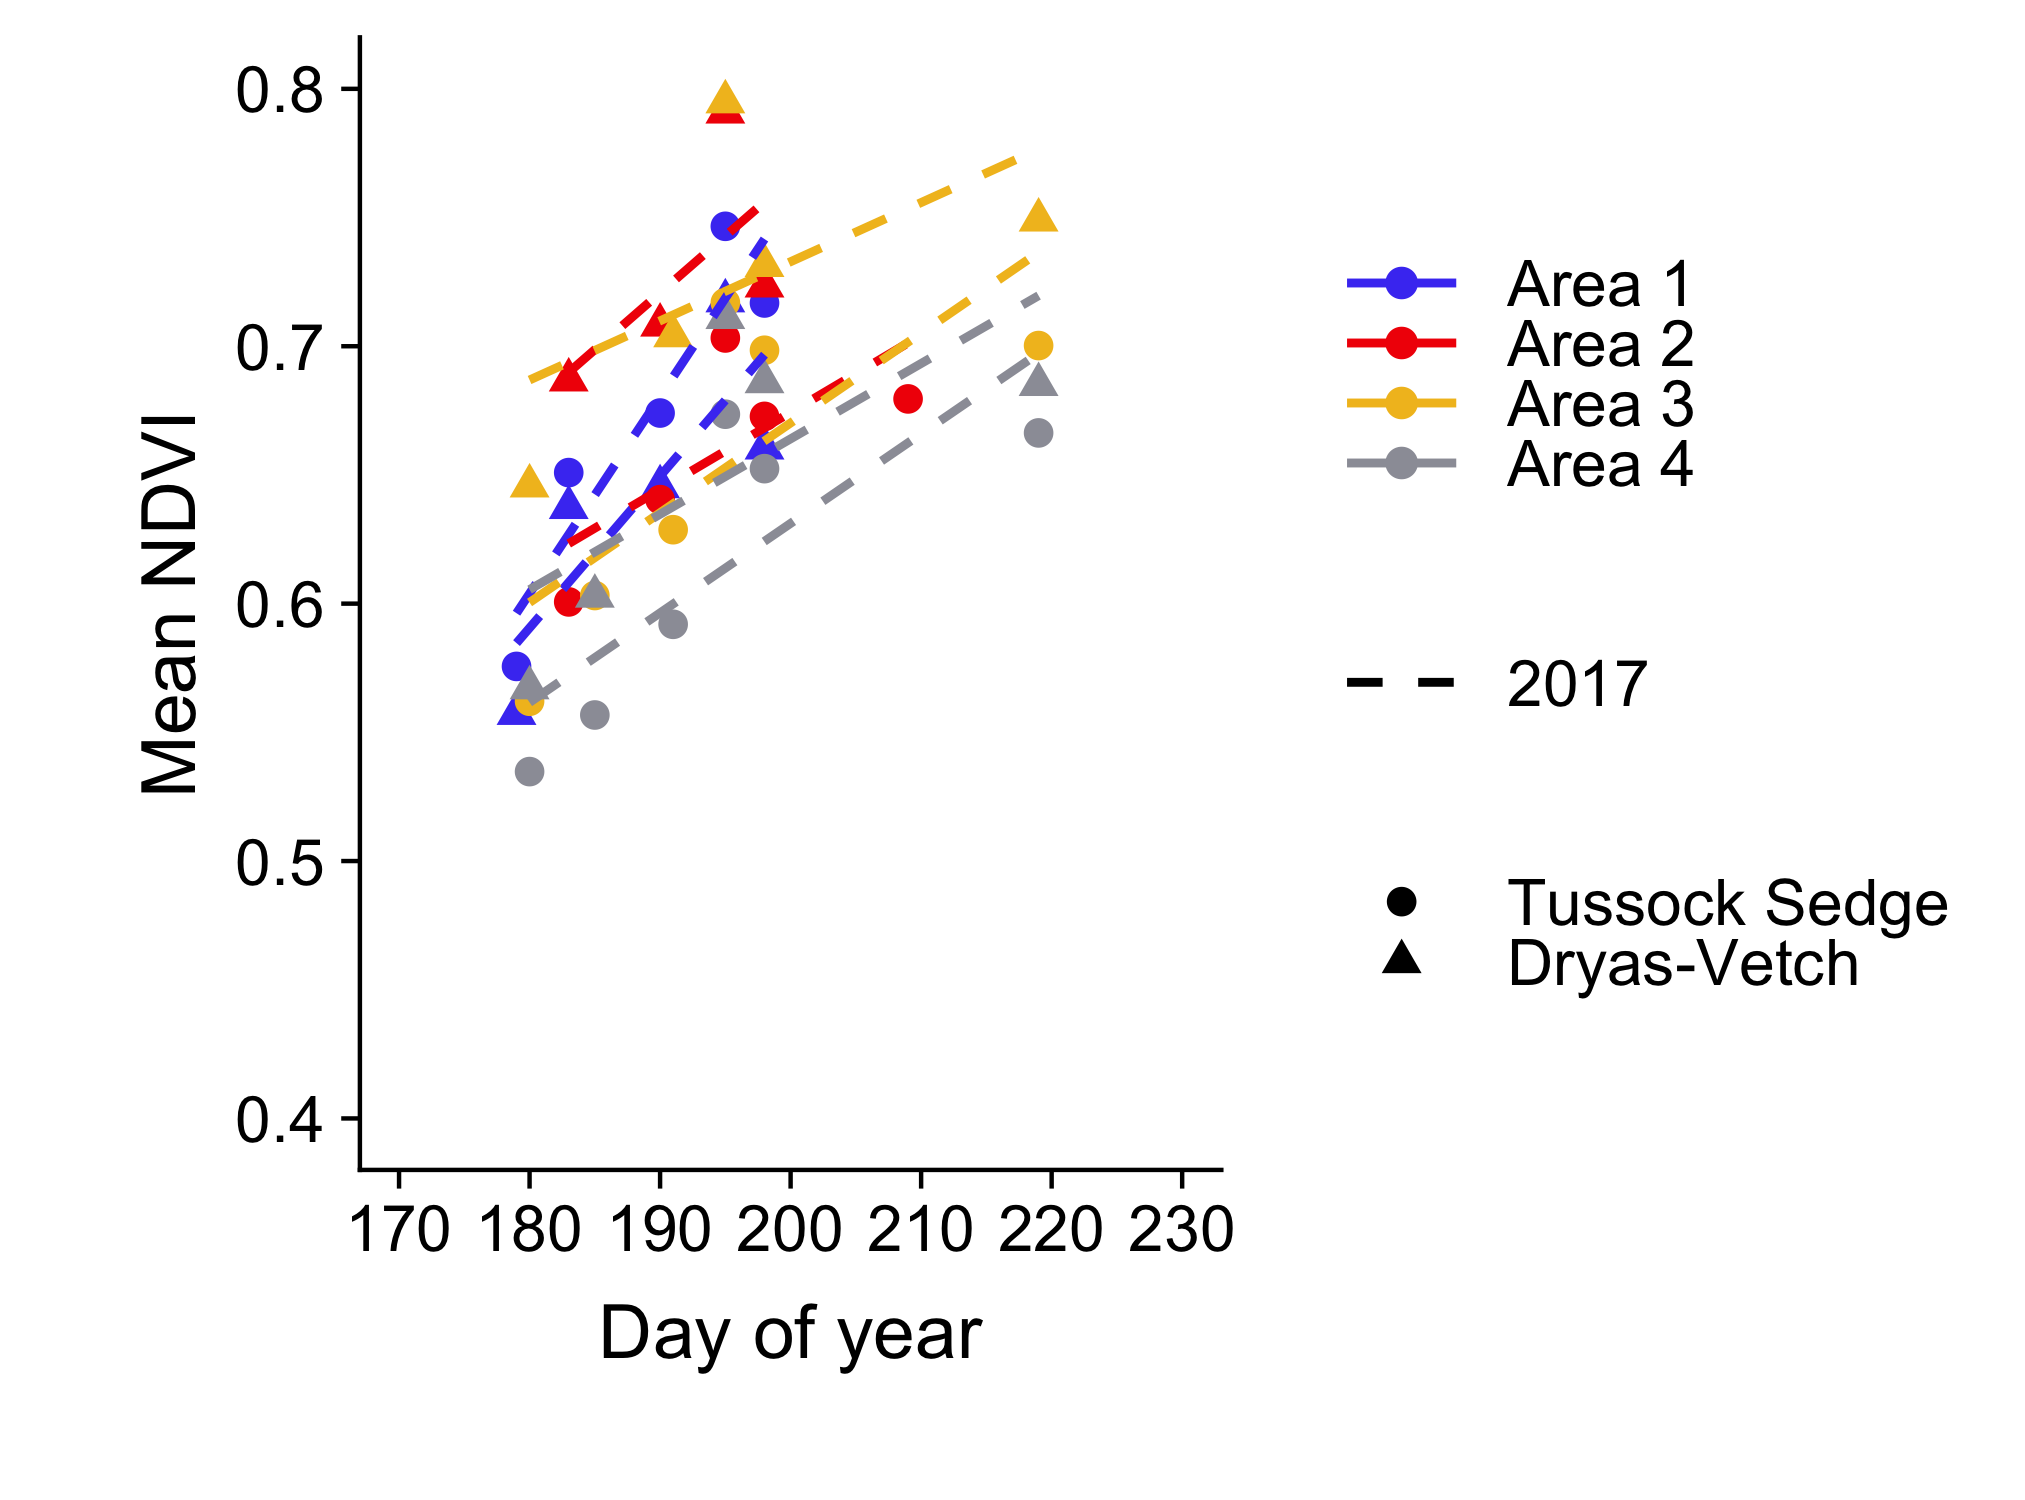 0.8
0.7
0.6
0.5
0.4
Mean NDVI
170 180 190 200 210 220 230
Day of year
Area 1
Area 2
Area 3
Area 4
2017
Tussock Sedge
Dryas-Vetch